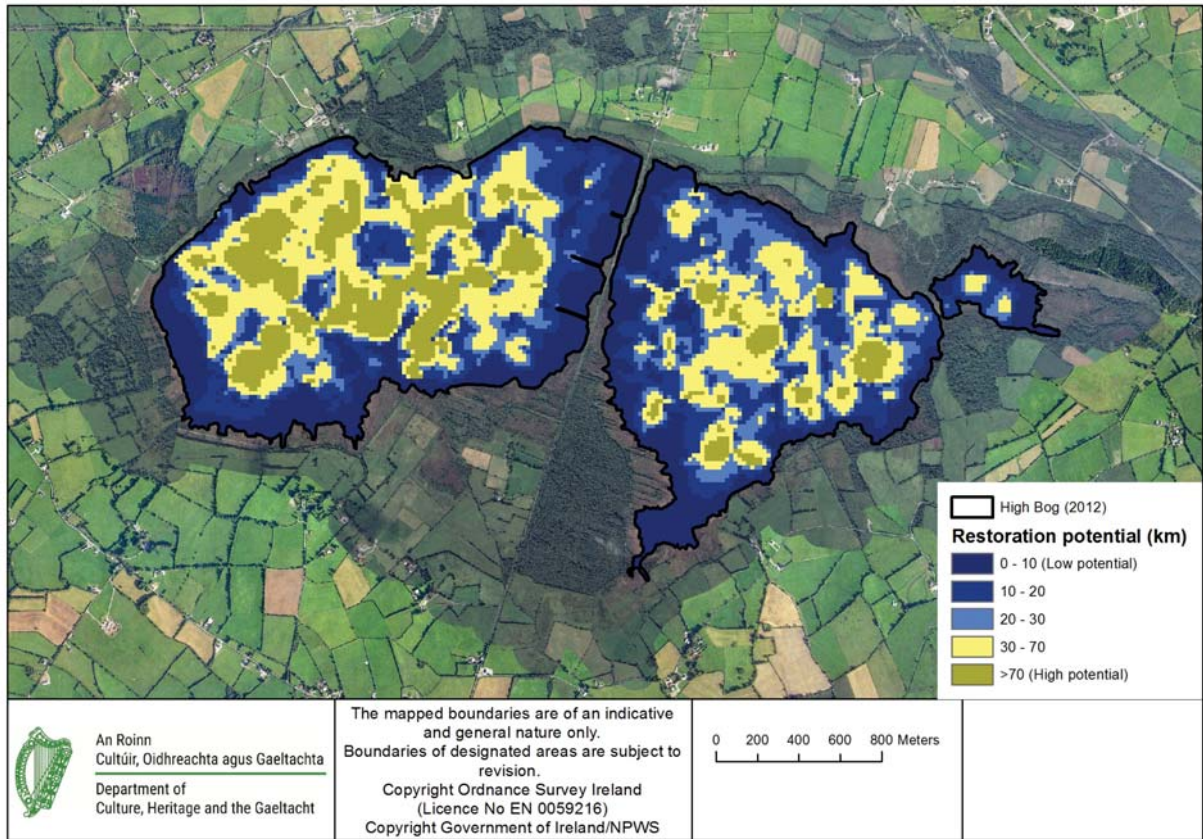 High Bog (2012)
Restoration potential (km)
0 - 10 (Low potential)
10 - 20
20 - 30
30 - 70
>70 (High potential)
An Roinn
Cultúir, Oidhreachta agus Gaeltachta
Department of
Culture, Heritage and the Gaeltacht
The mapped boundaries are of an indicative
and general nature only.
Boundaries of designated areas are subject to
revision.
Copyright Ordnance Survey Ireland
(Licence No EN 0059216)
Copyright Government of Ireland/NPWS
0 200 400 600 800 Meters